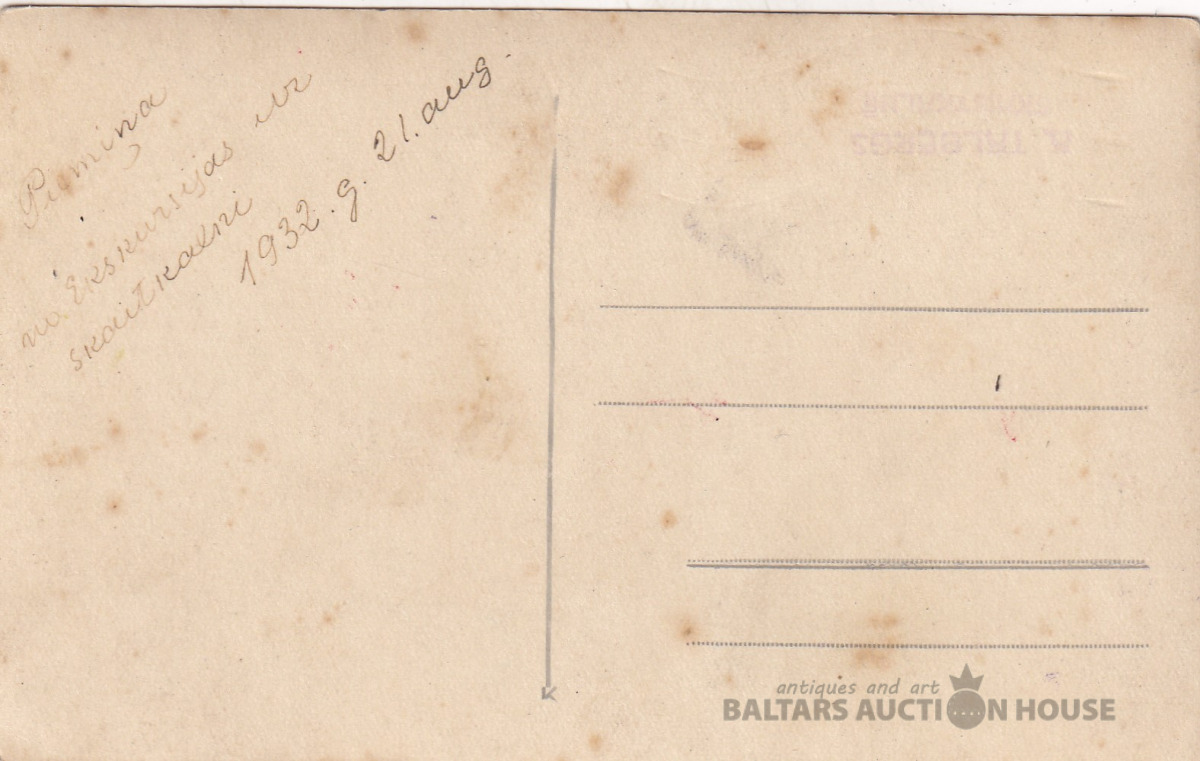 Piemiņa
no Ekskursijas uz
skaitkalni
1932. g. 21. aug.
K
antiques and art
BALTARS AUCTION HOUSE